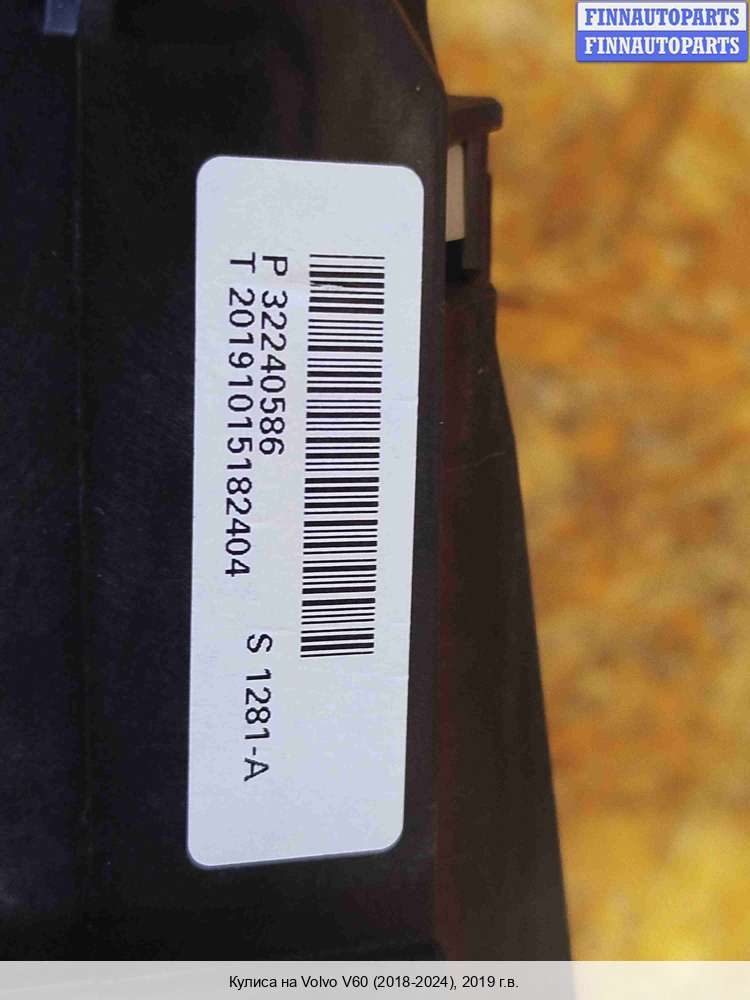 FINNAUTOPARTS
FINNAUTOPARTS
P 32240586
T 20191015182404
S 1281-A
Кулиса на Volvo V60 (2018-2024), 2019 г.в.